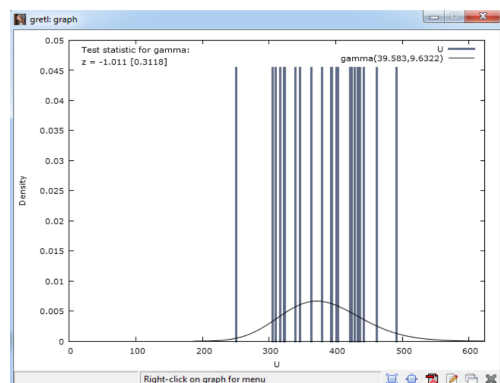 gretl: graph
Test statistic for gamma:
z = -1.011 [0.3118]
U
gamma(39.583,9.6322)
0.05
0.045
0.04
0.035
0.03
0.025
0.02
0.015
0.01
0.005
0
Density
0 100 200 300 400 500 600
U
Right-click on graph for menu